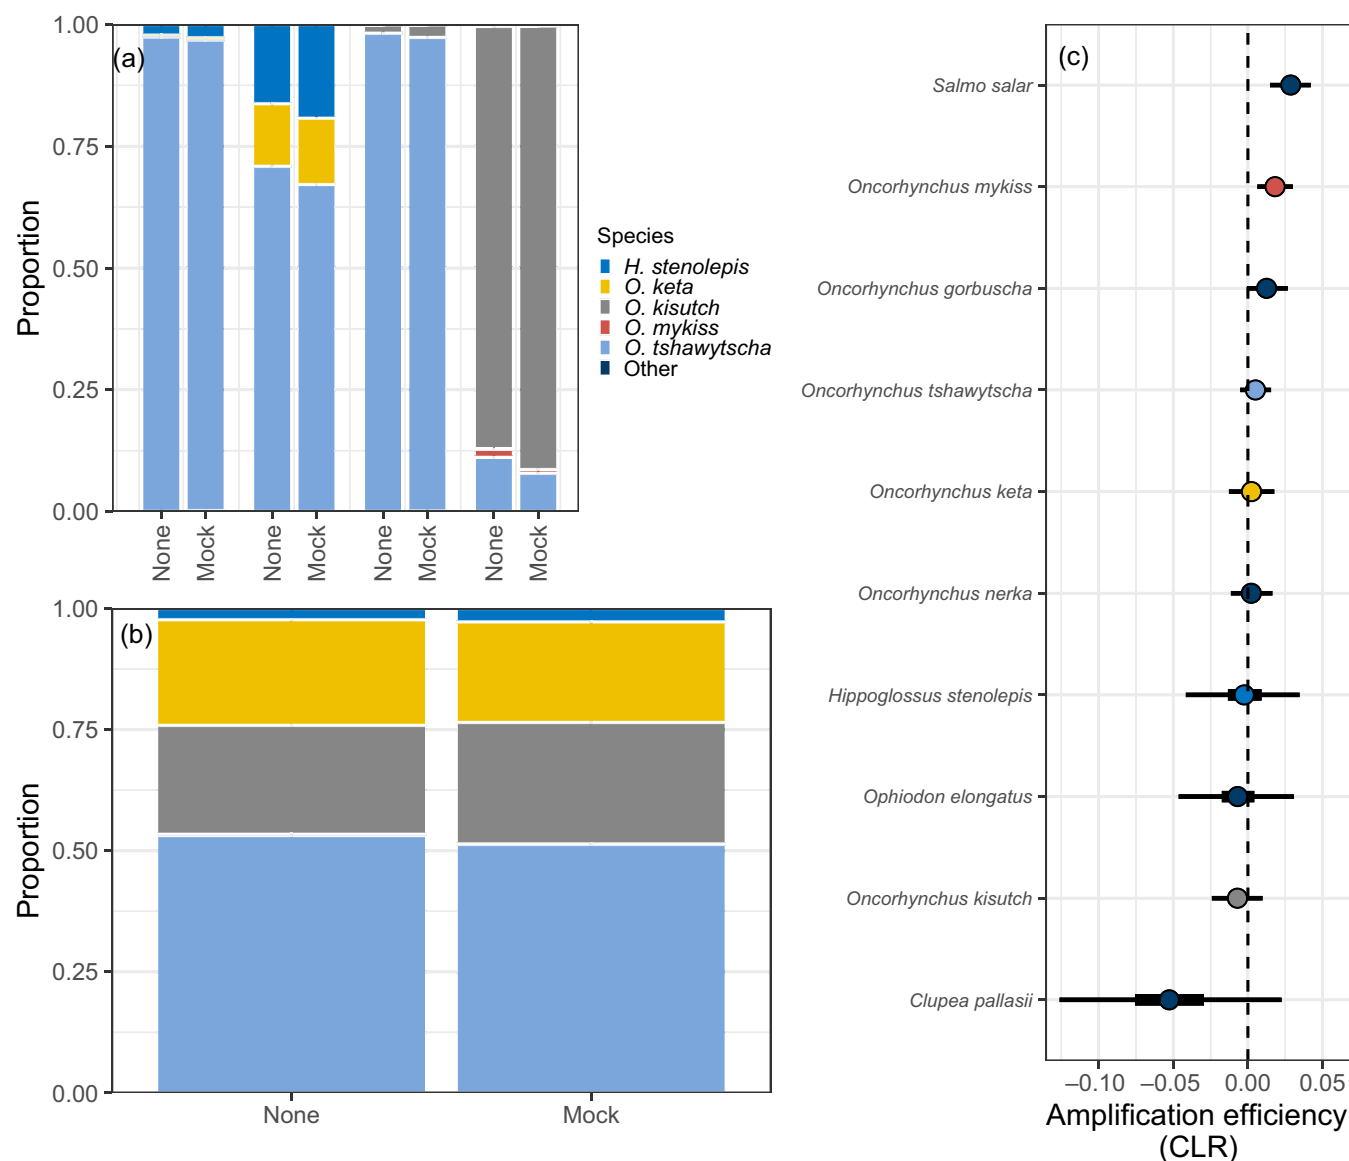 (a)
Proportion
1.00
0.75
0.50
0.25
0.00
None
Mock
None
Mock
None
Mock
None
Mock
Species
H. stenolepis
O. keta
O. kisutch
O. mykiss
O. tshawytscha
Other
(b)
Proportion
1.00
0.75
0.50
0.25
0.00
None
Mock
(c)
Salmo salar
Oncorhynchus mykiss
Oncorhynchus gorbuscha
Oncorhynchus tshawytscha
Oncorhynchus keta
Oncorhynchus nerka
Hippoglossus stenolepis
Ophiodon elongatus
Oncorhynchus kisutch
Clupea pallasii
−0.10 −0.05 0.00 0.05
Amplification efficiency
(CLR)